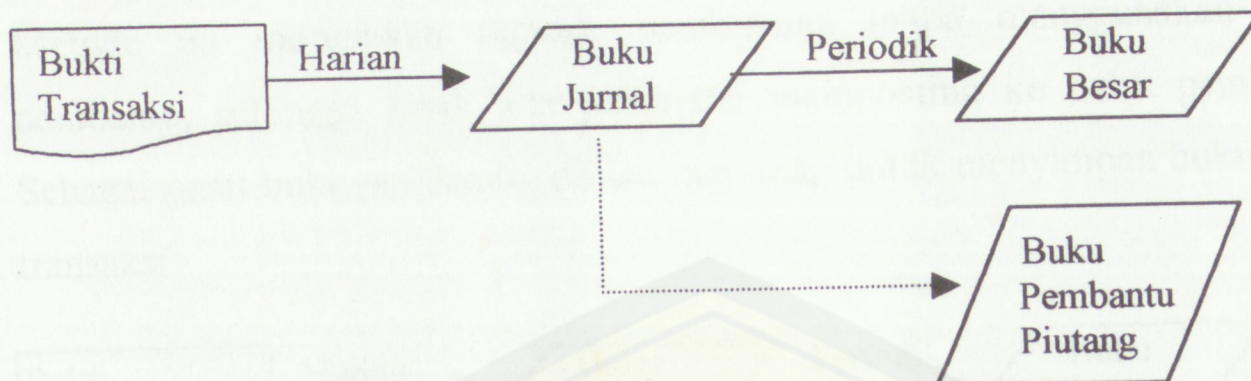 Bukti
Transaksi
Harian
Buku
Jurnal
Periodik
Buku
Besar
Buku
Pembantu
Piutang